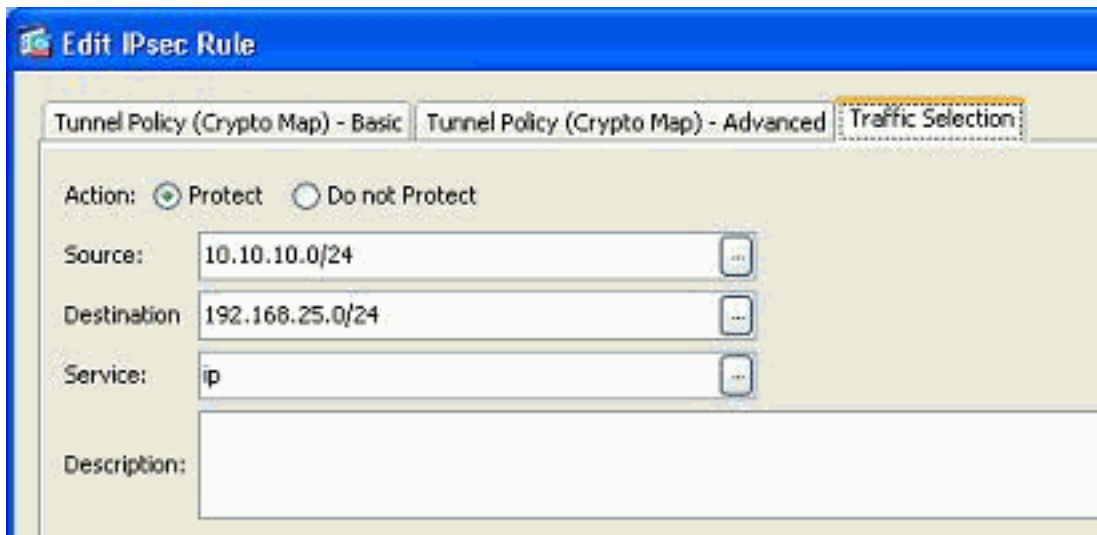 Edit IPsec Rule
Tunnel Policy (Crypto Map) - Basic Tunnel Policy (Crypto Map) - Advanced Traffic Selection
Action: Protect Do not Protect
Source: 10.10.10.0/24 ...
Destination 192.168.25.0/24 ...
Service: ip ...
Description: